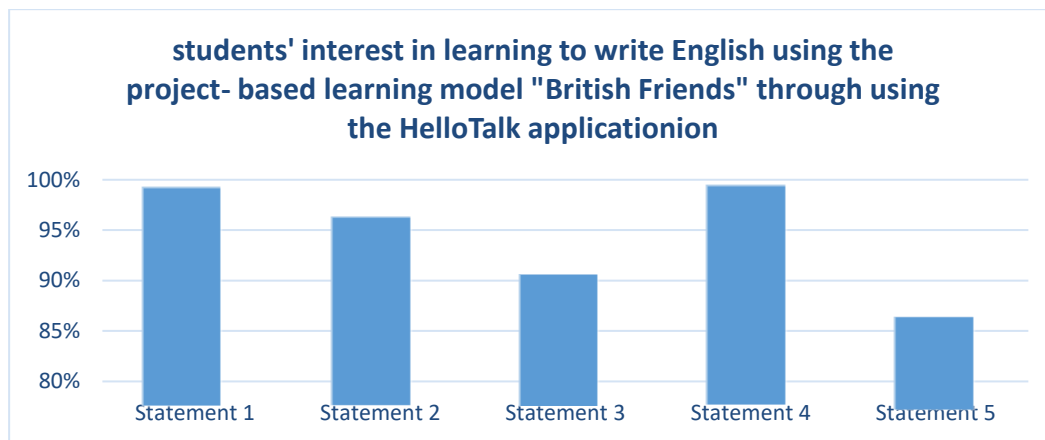 students' interest in learning to write English using the
project- based learning model "British Friends" through using
the HelloTalk applicationion
100%
95%
90%
85%
80%
Statement 1 Statement 2 Statement 3 Statement 4 Statement 5